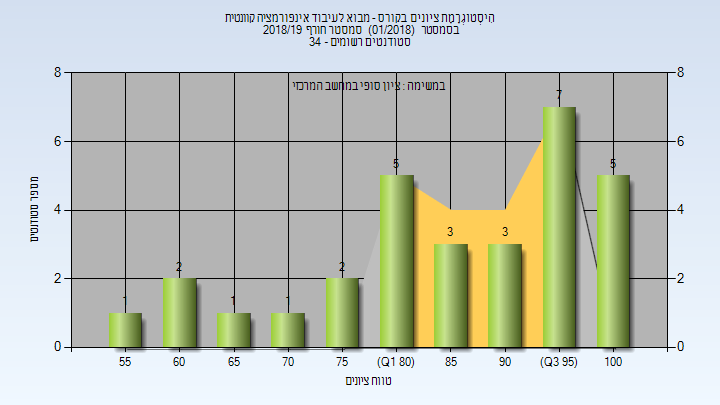 היסטוגרמת ציונים בקורס - מבוא לעיבוד אינפורמציה קוונטית
בסמסטר (01/2018) סמסטר חורף 2018/19
סטודנטים רשומים - 34
במשימה : ציון סופי במחשב המרכזי
8 8
7
6 6
5 5
4 4
3 3
2 2 2 2
1 1 1
0 0
מספר סטודנטים
55 60 65 70 75 (Q1 80) 85 90 (Q3 95) 100
טווח ציונים